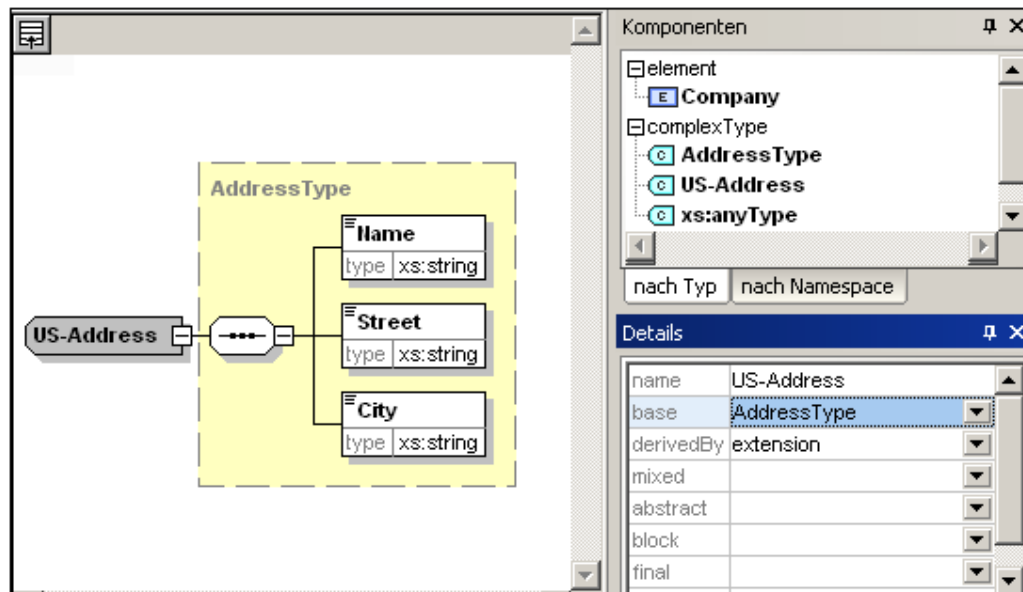 AddressType
Name
type xs:string
US-Address
Street
type xs:string
City
type xs:string
Komponenten
element
E Company
complexType
C AddressType
C US-Address
C xs:anyType
nach Typ nach Namespace
Details
name US-Address
base AddressType
derivedBy extension
mixed
abstract
block
final